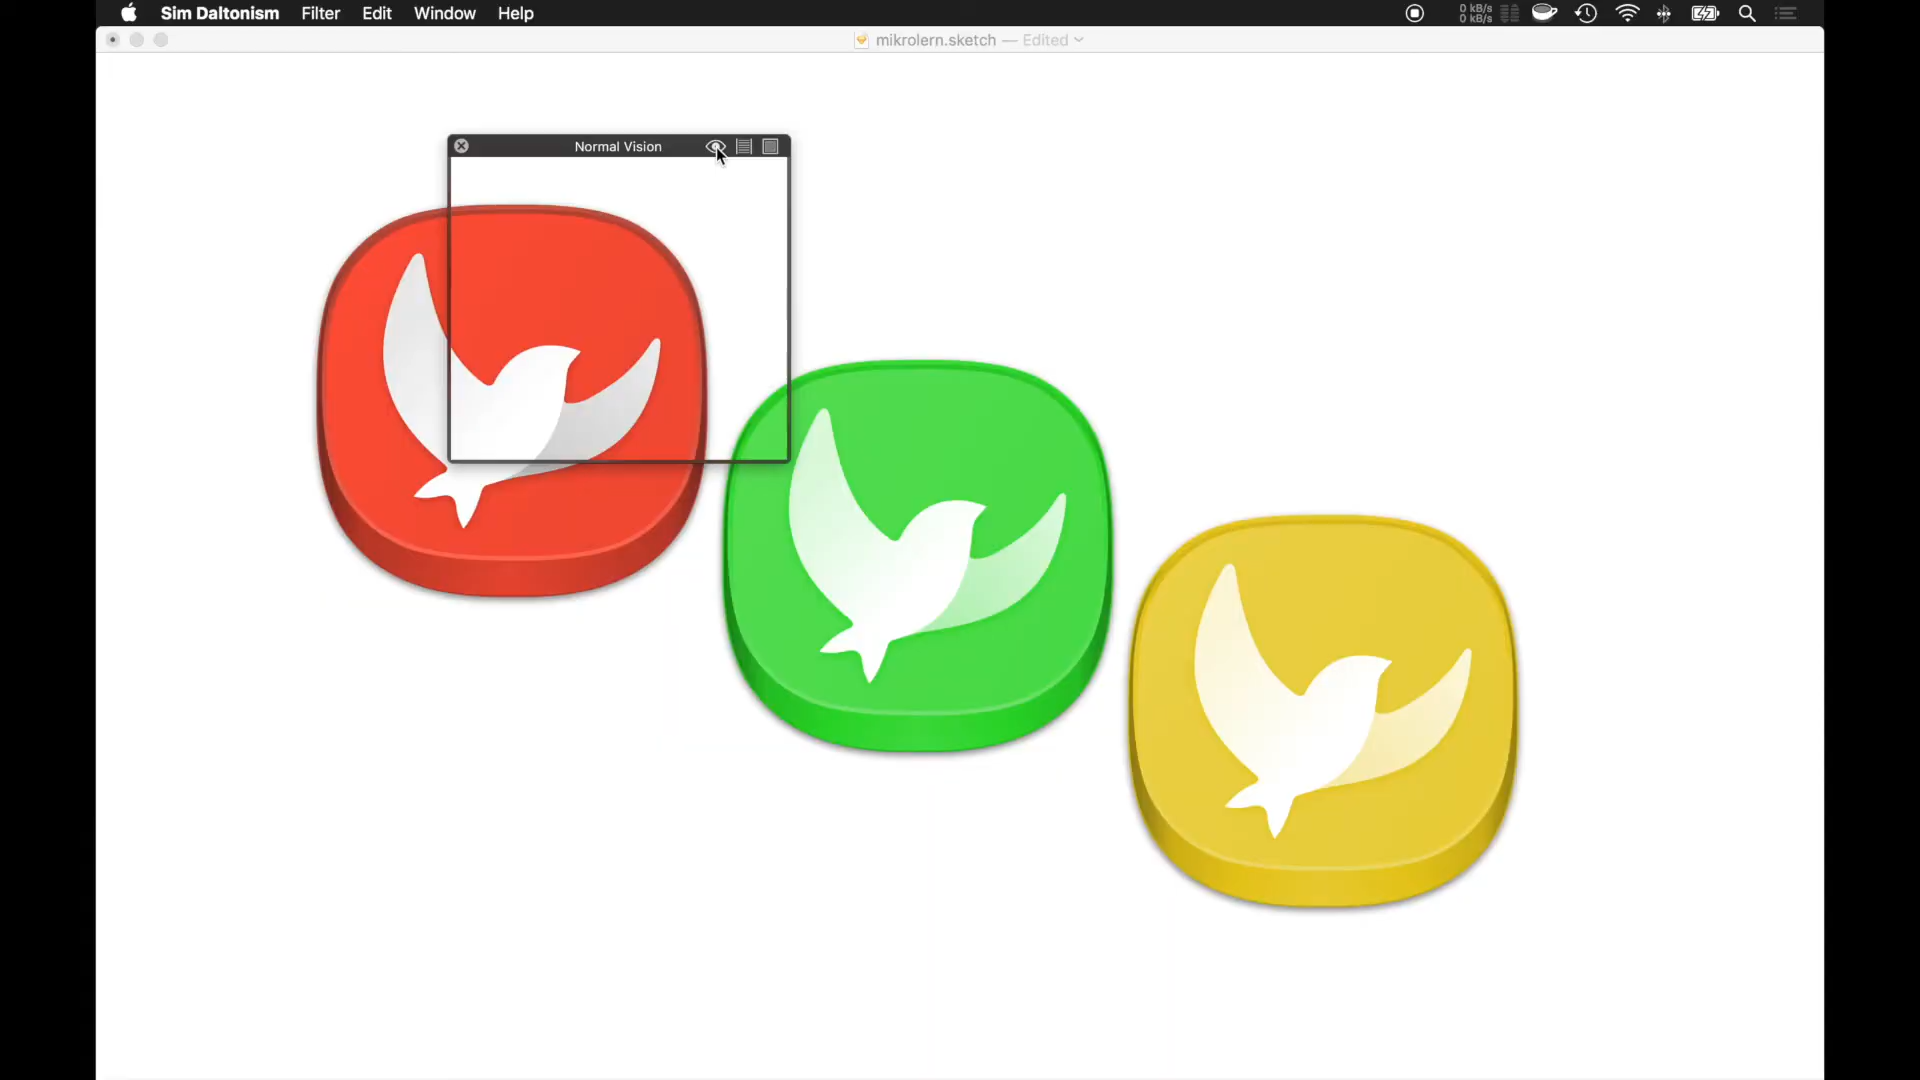 Sim Daltonism Filter Edit Window Help 0 kB/s
0 kB/s
mikrolern.sketch — Edited
Normal Vision